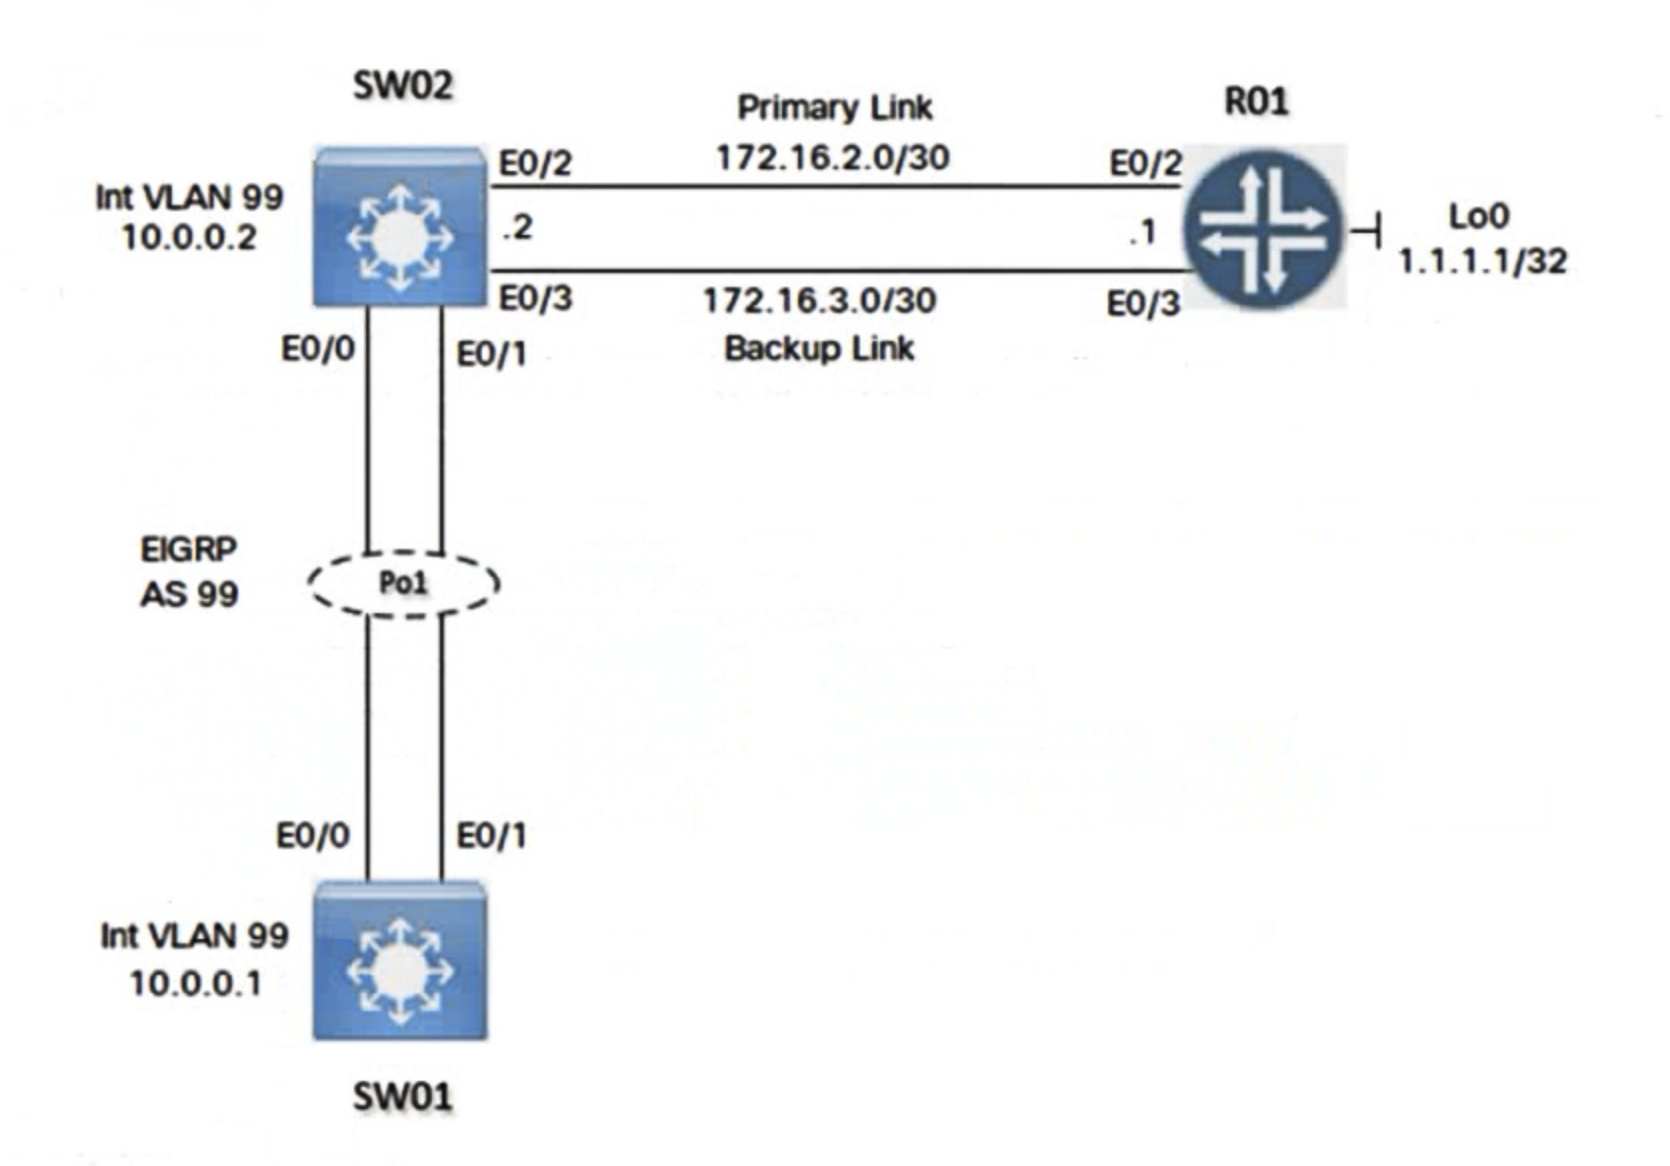 SW02
Primary Link
R01
172.16.2.0/30
E0/2
E0/2
Int VLAN 99
10.0.0.2
.2
.1
Lo0
1.1.1.1/32
E0/3
172.16.3.0/30
E0/3
Backup Link
E0/0
E0/1
EIGRP
AS 99
Po1
E0/0
E0/1
Int VLAN 99
10.0.0.1
SW01